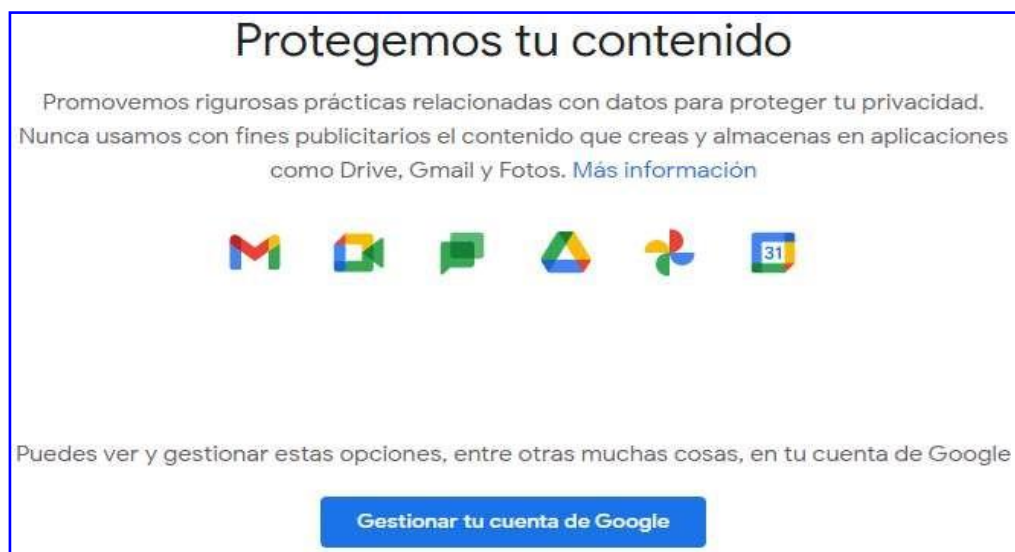 Protegemos tu contenido
Promovemos rigurosas prácticas relacionadas con datos para proteger tu privacidad.
Nunca usamos con fines publicitarios el contenido que creas y almacenas en aplicaciones
como Drive, Gmail y Fotos. Más información
31
Puedes ver y gestionar estas opciones, entre otras muchas cosas, en tu cuenta de Google
Gestionar tu cuenta de Google